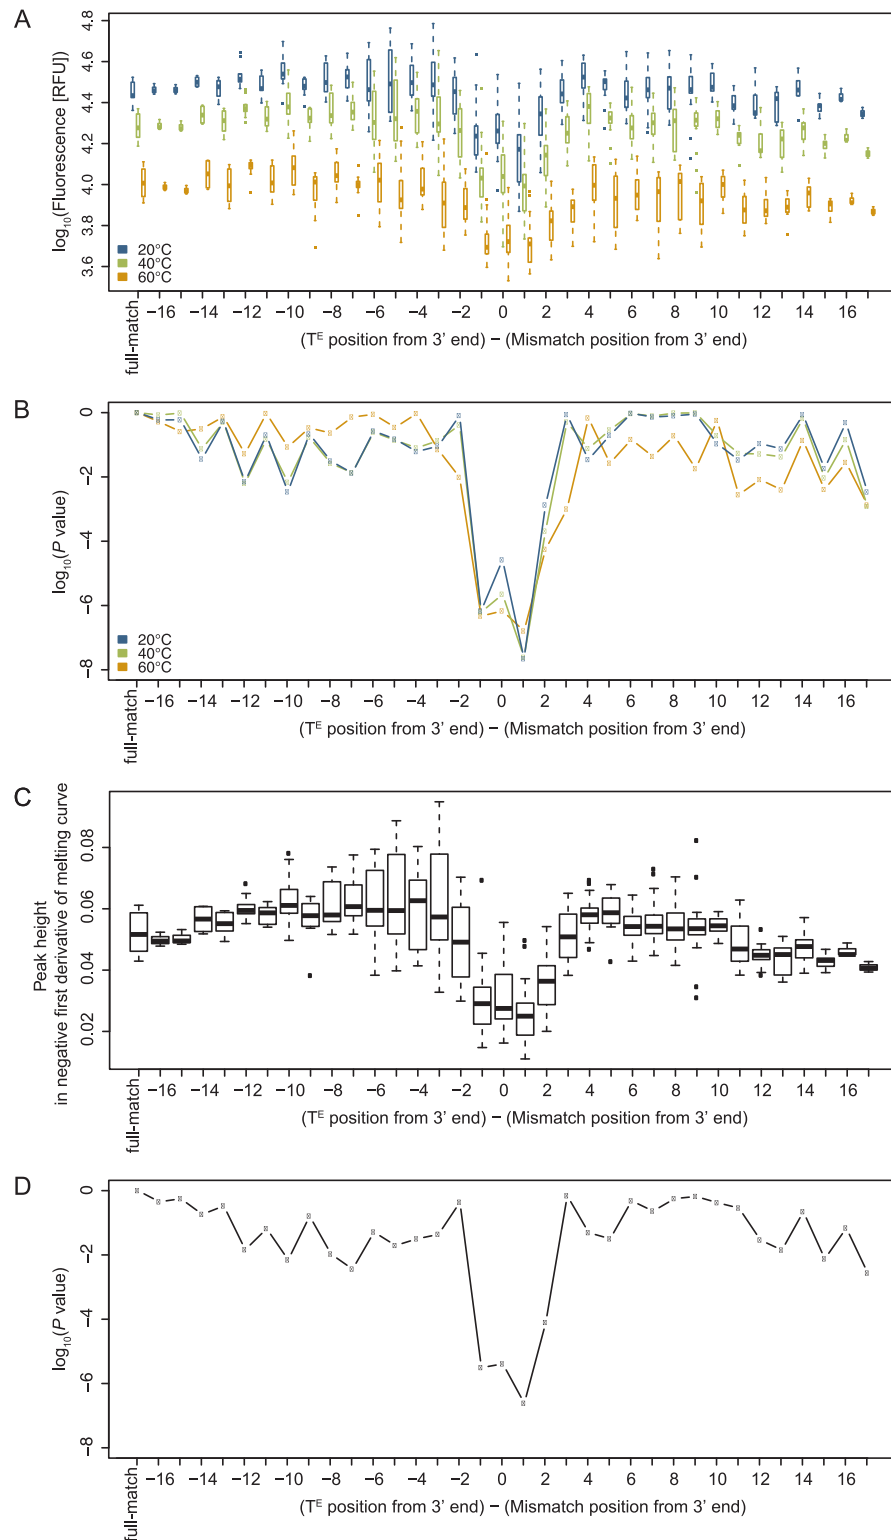 A
log10(Fluorescence [RFU])
4.8
4.6
4.4
4.2
4.0
3.8
3.6
20°C
40°C
60°C
full-match −16 −14 −12 −10 −8 −6 −4 −2 0 2 4 6 8 10 12 14 16
(Tᴱ position from 3' end) − (Mismatch position from 3' end)
B
log10(P value)
0
−2
−4
−6
−8
20°C
40°C
60°C
full-match −16 −14 −12 −10 −8 −6 −4 −2 0 2 4 6 8 10 12 14 16
(Tᴱ position from 3' end) − (Mismatch position from 3' end)
C
Peak height
in negative first derivative of melting curve
0.08
0.06
0.04
0.02
full-match −16 −14 −12 −10 −8 −6 −4 −2 0 2 4 6 8 10 12 14 16
(Tᴱ position from 3' end) − (Mismatch position from 3' end)
D
log10(P value)
0
−2
−4
−6
−8
full-match −16 −14 −12 −10 −8 −6 −4 −2 0 2 4 6 8 10 12 14 16
(Tᴱ position from 3' end) − (Mismatch position from 3' end)